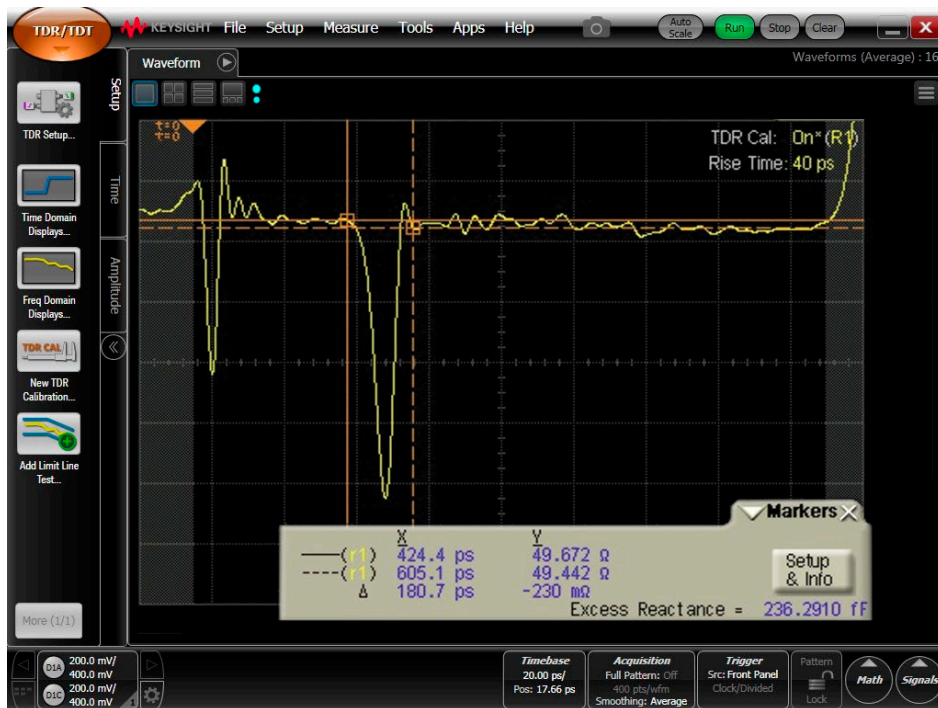 TDR/TDT
KEYSIGHT File Setup Measure Tools Apps Help
Auto
Scale
Run
Stop
Clear
Waveform
Waveforms (Average) : 16
Setup
Time
Amplitude
TDR Setup...
Time Domain
Displays...
Freq Domain
Displays...
TDR CAL
New TDR
Calibration...
Add Limit Line
Test...
More (1/1)
t=0
t=0
TDR Cal: On* (R1)
Rise Time: 40 ps
Markers
X Y
——(r1) 424.4 ps 49.672 Ω
----(r1) 605.1 ps 49.442 Ω
Δ 180.7 ps -230 mΩ
Setup
& Info
Excess Reactance = 236.2910 fF
D1A 200.0 mV/
400.0 mV
D1C 200.0 mV/
400.0 mV
1
Timebase
20.00 ps/
Pos: 17.66 ps
Acquisition
Full Pattern: Off
400 pts/wfm
Smoothing: Average
Trigger
Src: Front Panel
Clock/Divided
Pattern
Lock
Math
Signals